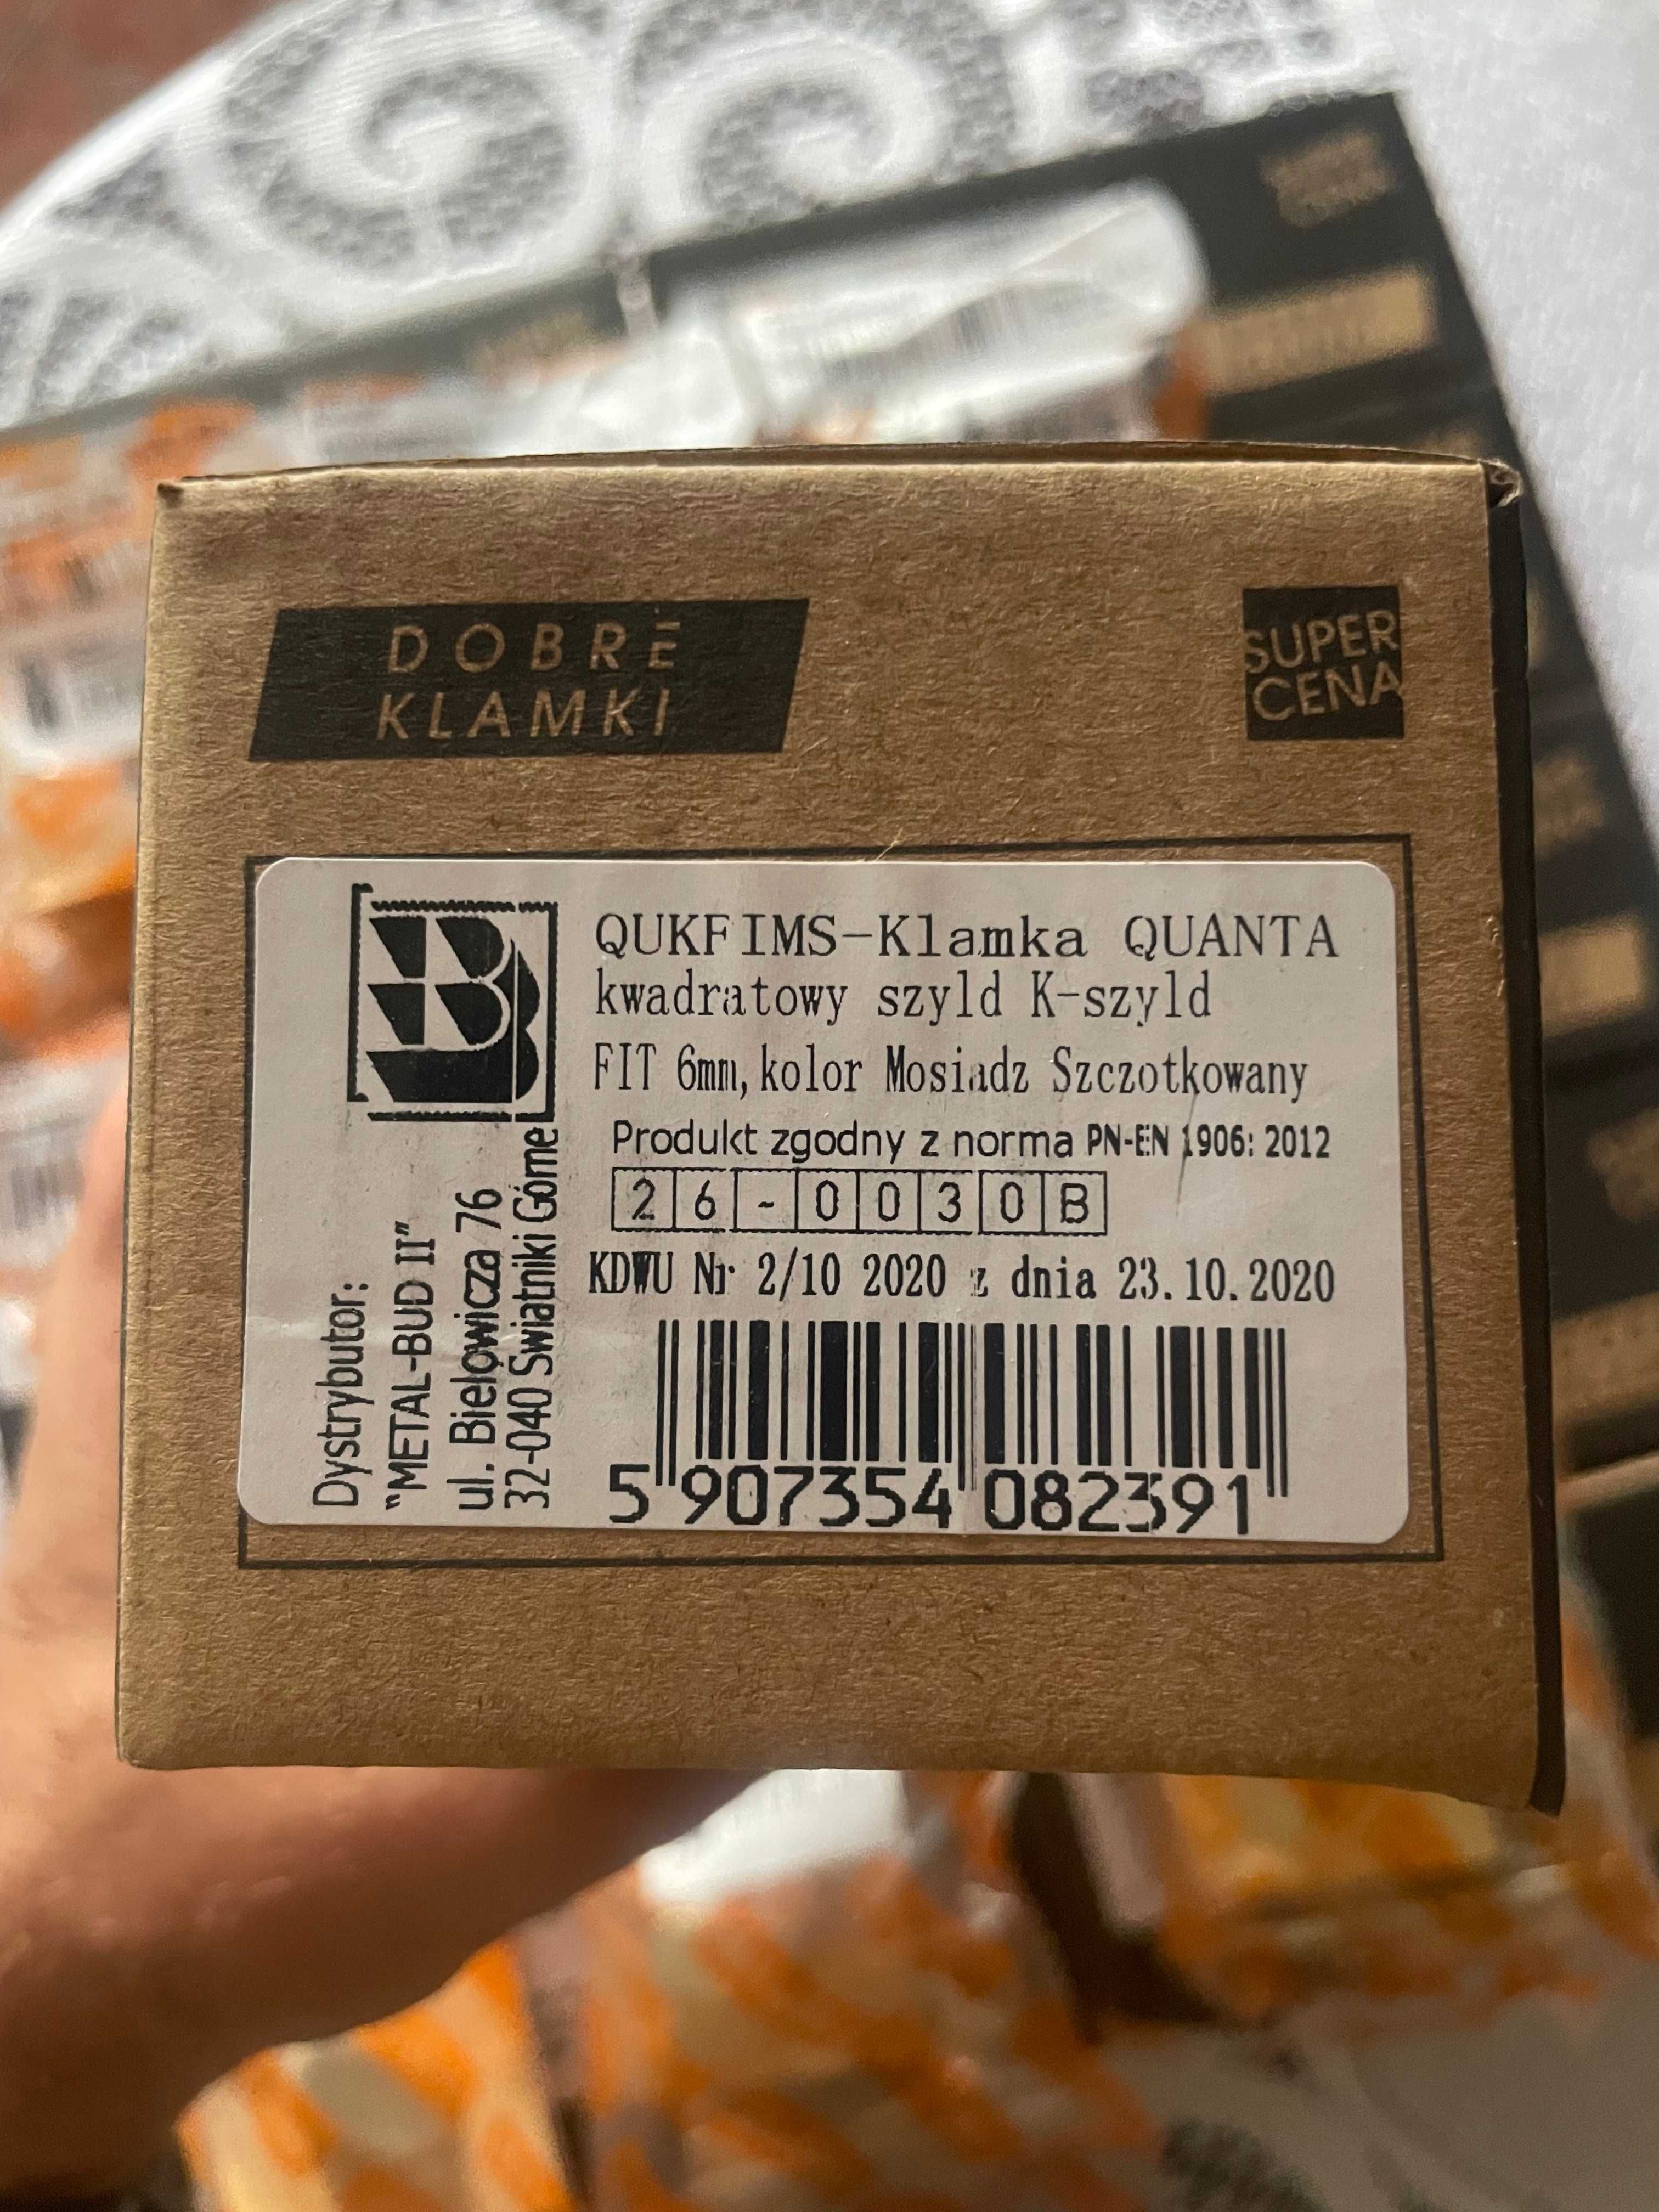 DOBRE
KLAMKI
SUPER
CENA
QUKFIMS-Klamka QUANTA
kwadratowy szyld K-szyld
FIT 6mm, kolor Mosiądz Szczotkowany
Produkt zgodny z norma PN-EN 1906: 2012
26-0030B
KDWU Nr 2/10 2020 z dnia 23.10.2020
5 907354 082391
Dystrybutor:
"METAL-BUD II"
ul. Bielowicza 76
32-040 Świątniki Górne